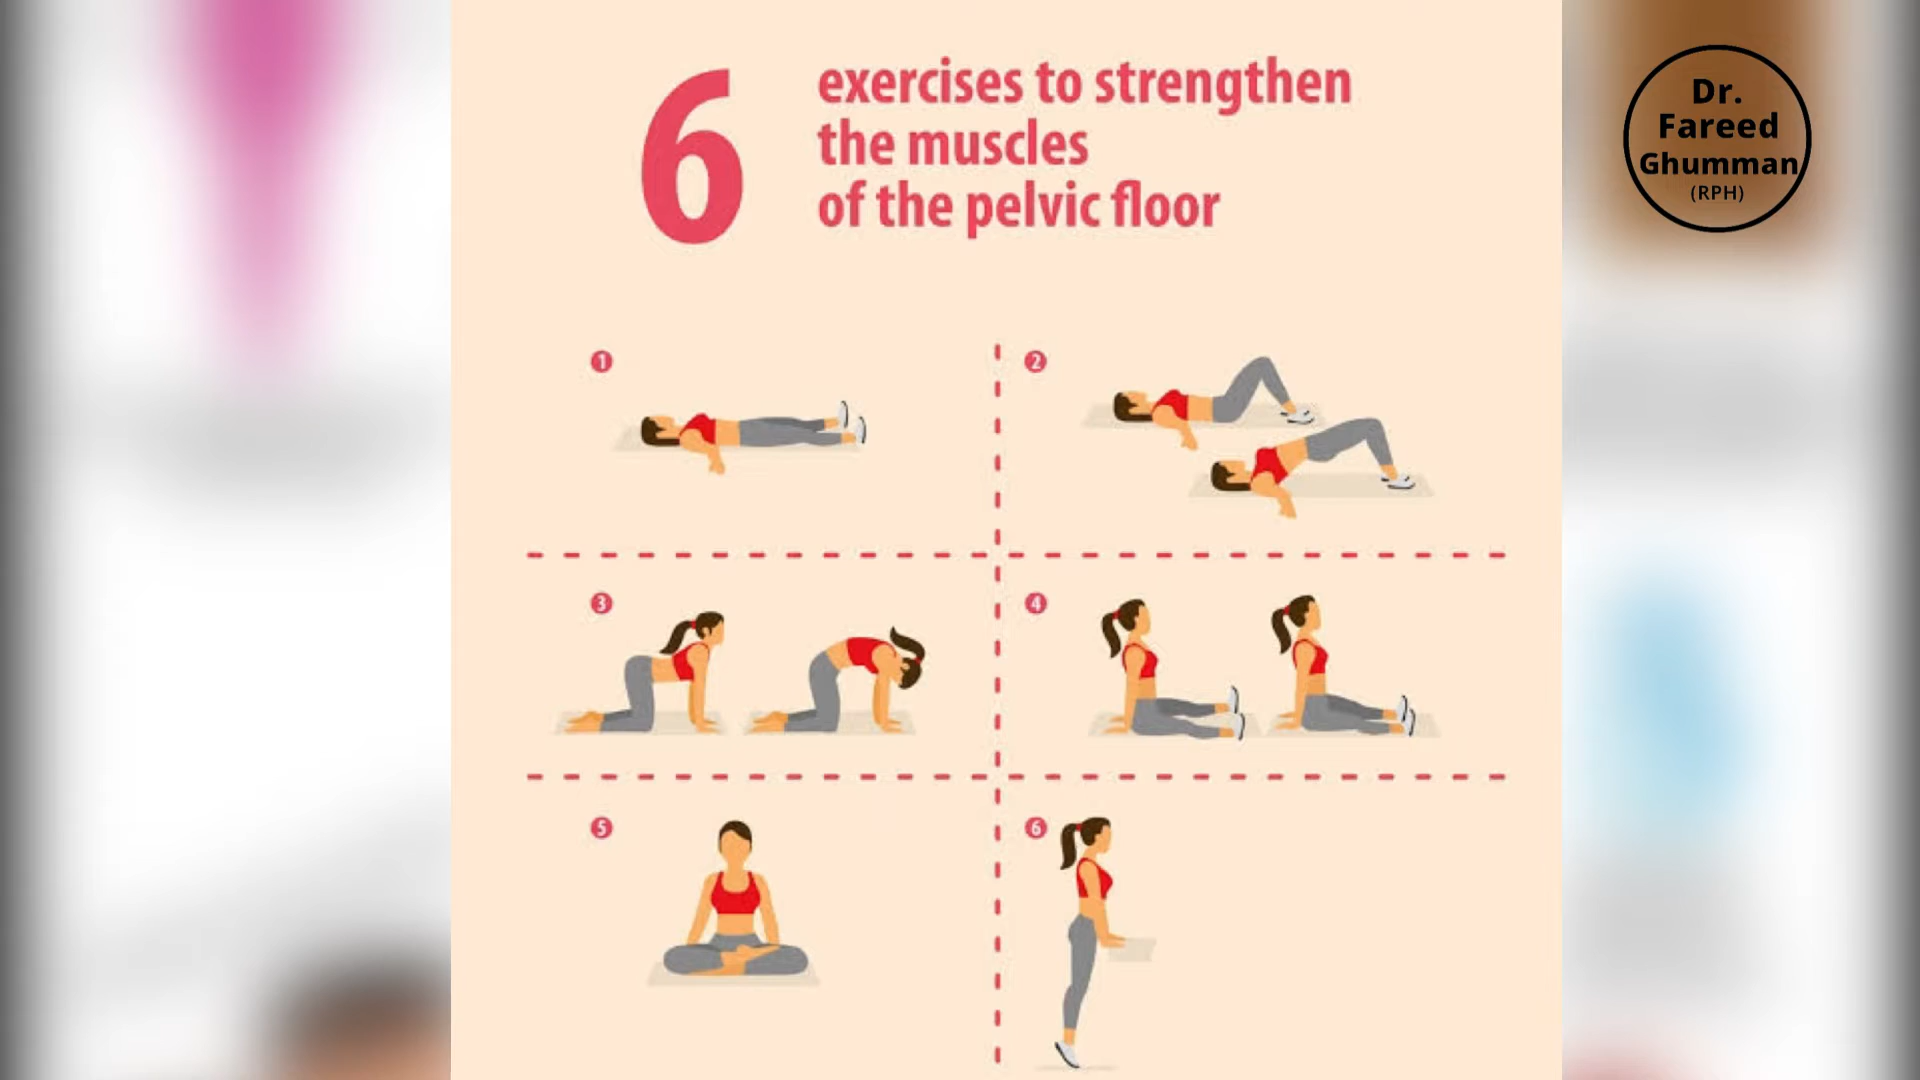 6
exercises to strengthen
the muscles
of the pelvic floor
Dr.
Fareed
Ghumman
(RPH)
1
2
3
4
5
6